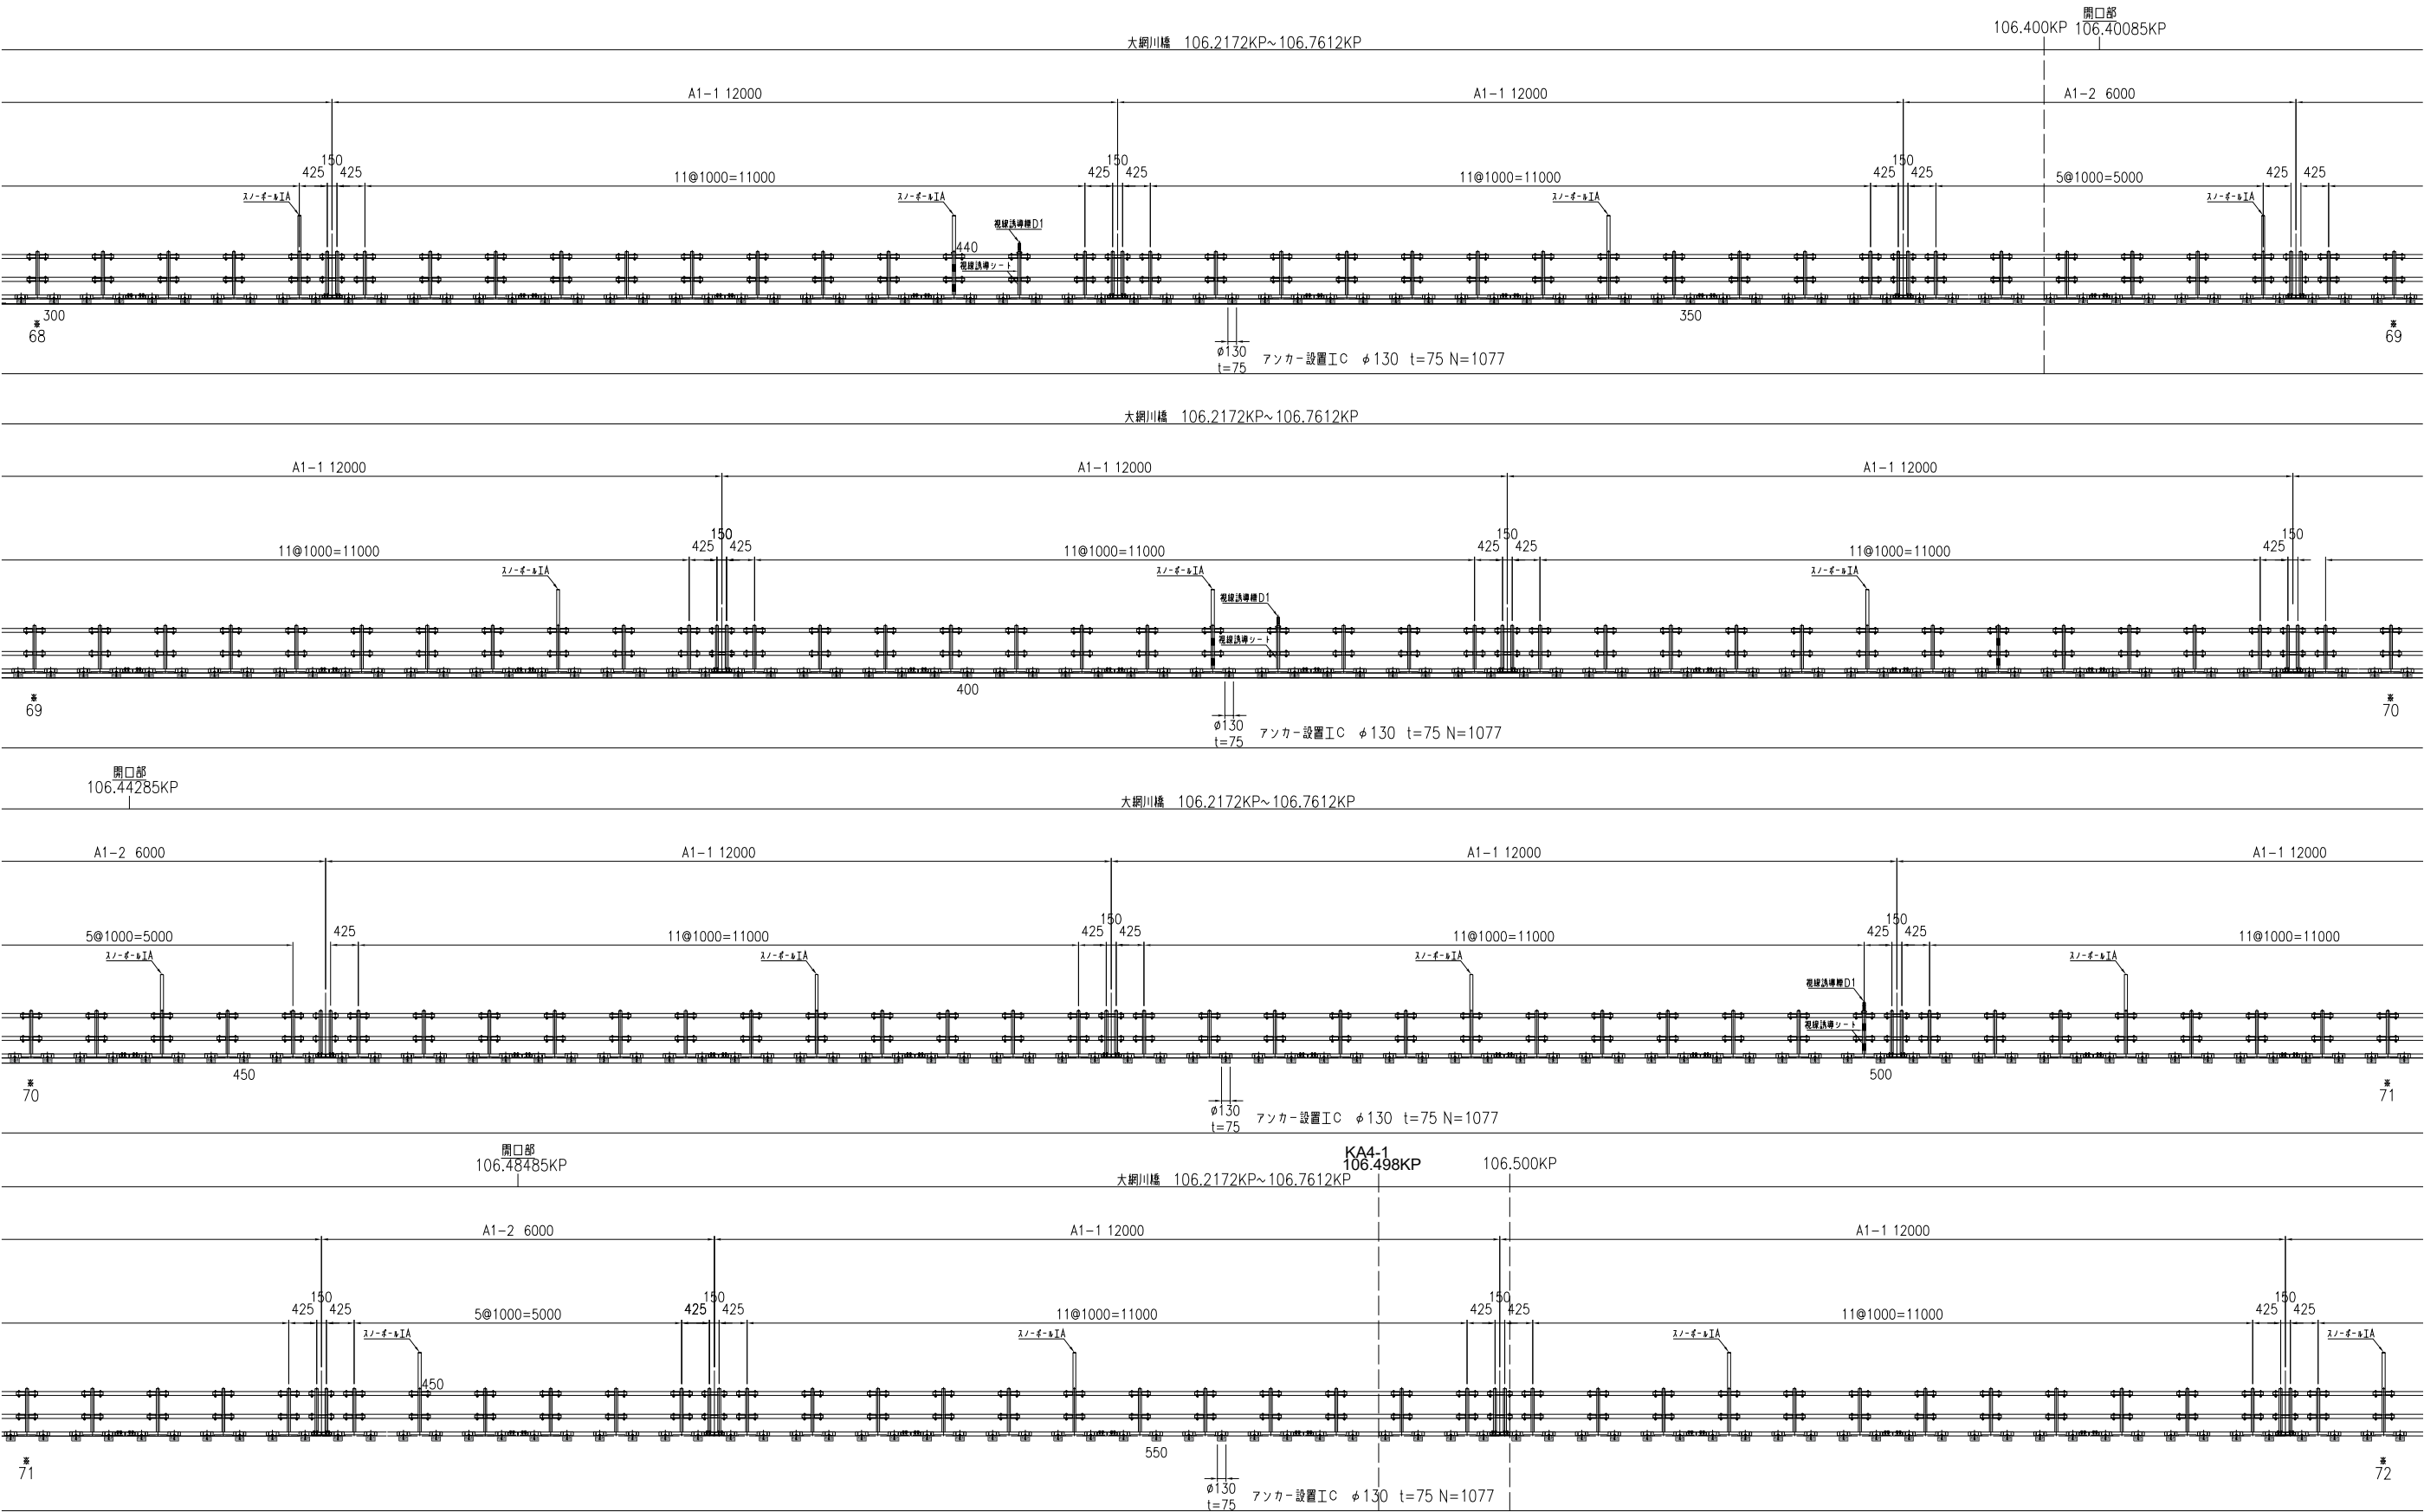 開口部
106.400KP 106.40085KP
大網川橋 106.2172KP～106.7612KP
A1-1 12000 A1-1 12000 A1-2 6000
150 150 150
425 425 425 425 425 425 425 425
11@1000=11000 11@1000=11000 5@1000=5000
スノーポールIA スノーポールIA スノーポールIA スノーポールIA
視線誘導標D1
440
視線誘導シート
300 350
※ ※
68 69
φ130 アンカー設置工C φ130 t=75 N=1077
t=75
大網川橋 106.2172KP～106.7612KP
A1-1 12000 A1-1 12000 A1-1 12000
150 150 150
425 425 425 425 425
11@1000=11000 11@1000=11000 11@1000=11000
スノーポールIA スノーポールIA スノーポールIA
視線誘導標D1
視線誘導シート
400
※ ※
69 70
φ130 アンカー設置工C φ130 t=75 N=1077
t=75
開口部
106.44285KP
大網川橋 106.2172KP～106.7612KP
A1-2 6000 A1-1 12000 A1-1 12000 A1-1 12000
150 150
425 425 425 425 425
5@1000=5000 11@1000=11000 11@1000=11000 11@1000=11000
スノーポールIA スノーポールIA スノーポールIA スノーポールIA
視線誘導標D1
視線誘導シート
450 500
※ ※
70 71
φ130 アンカー設置工C φ130 t=75 N=1077
t=75
開口部
106.48485KP
KA4-1
106.498KP 106.500KP
大網川橋 106.2172KP～106.7612KP
A1-2 6000 A1-1 12000 A1-1 12000
150 150 150 150
425 425 425 425 425 425 425 425
5@1000=5000 11@1000=11000 11@1000=11000
スノーポールIA スノーポールIA スノーポールIA スノーポールIA
450
550
※ ※
71 72
φ130 アンカー設置工C φ130 t=75 N=1077
t=75